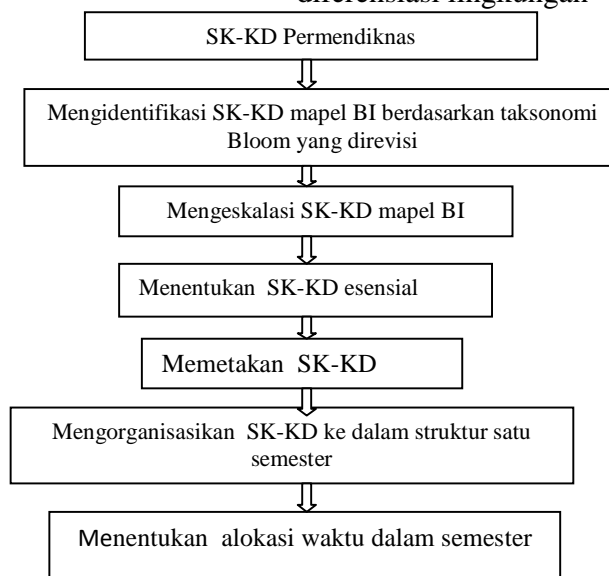 diferensiasi lingkungan
SK-KD Permendiknas
Mengidentifikasi SK-KD mapel BI berdasarkan taksonomi
Bloom yang direvisi
Mengeskalasi SK-KD mapel BI
Menentukan SK-KD esensial
Memetakan SK-KD
Mengorganisasikan SK-KD ke dalam struktur satu
semester
Menentukan alokasi waktu dalam semester